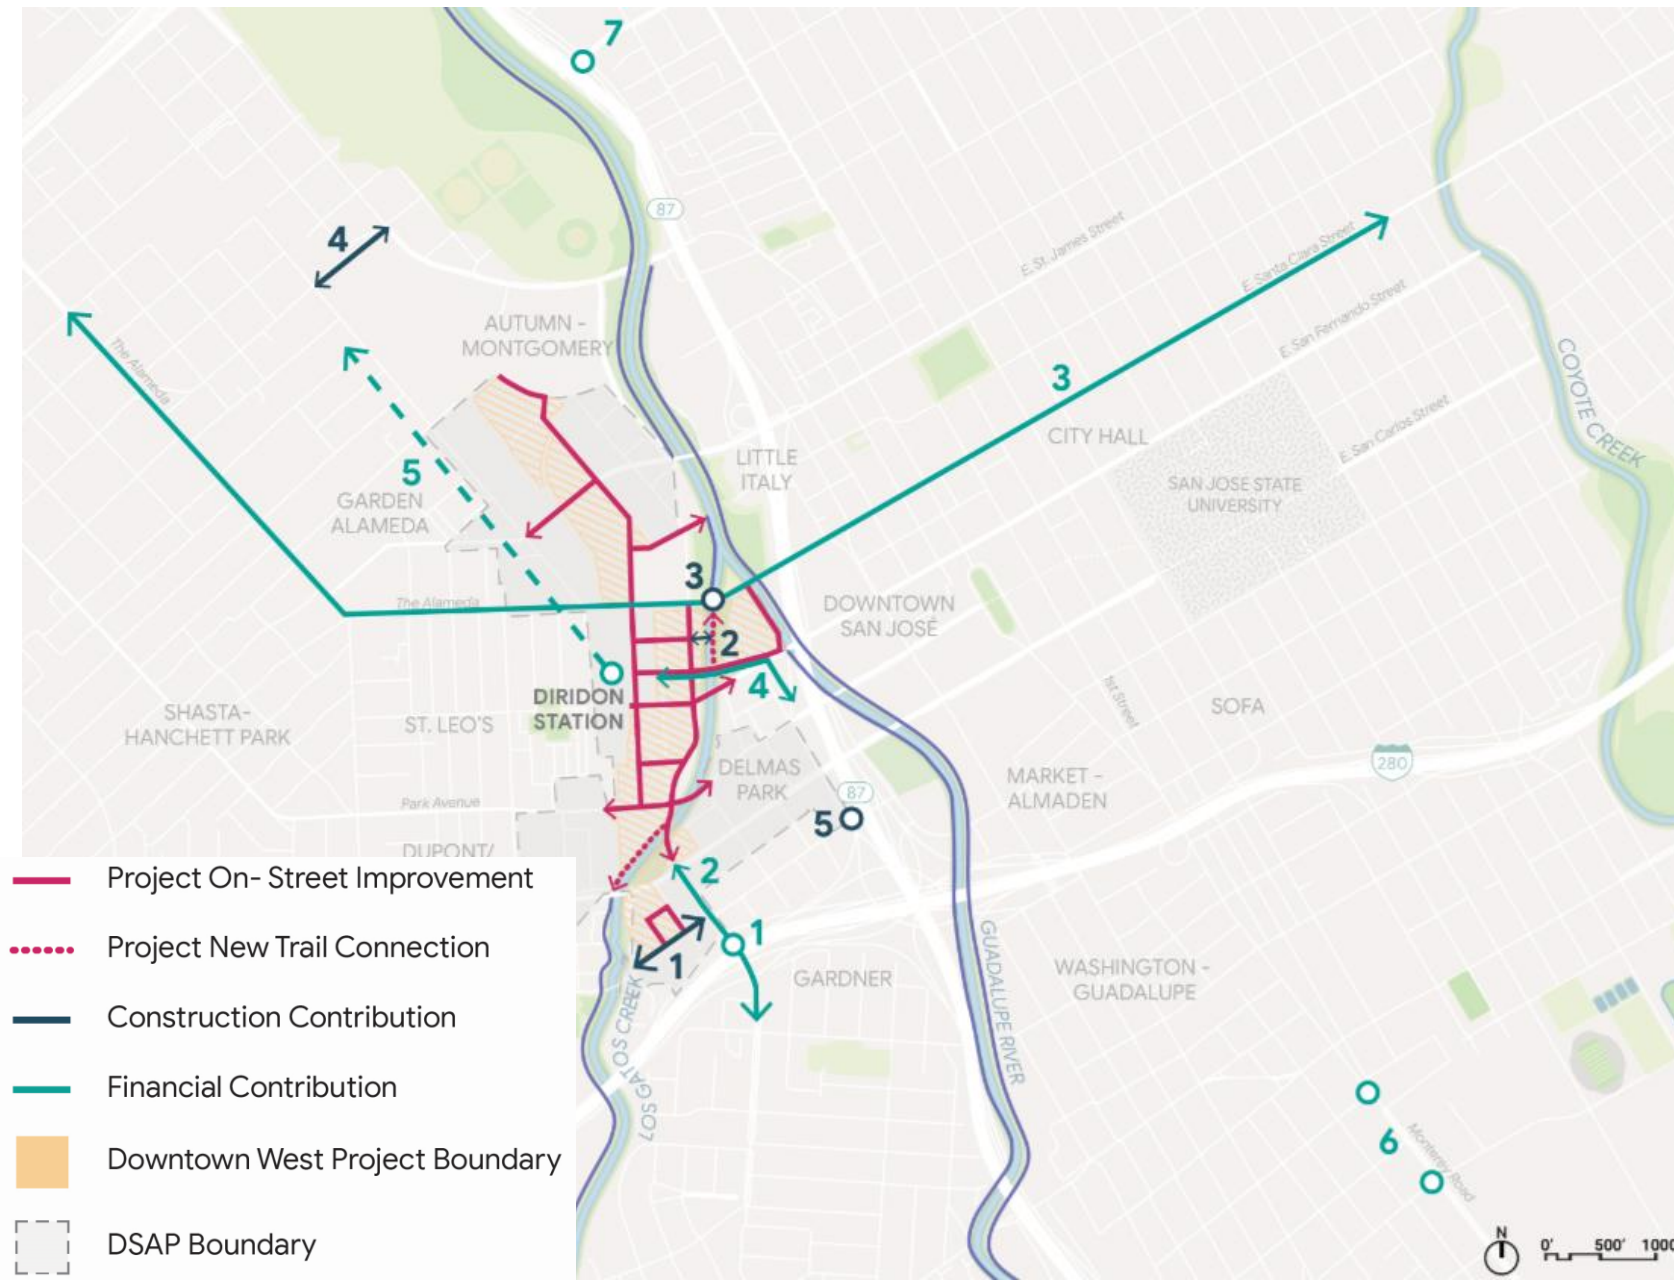 7
87
E. St. James Street
E. Santa Clara Street
4
E. San Fernando Street
The Alameda
AUTUMN -
MONTGOMERY
COYOTE CREEK
3
CITY HALL
E. San Carlos Street
LITTLE
ITALY
5
GARDEN
ALAMEDA
SAN JOSE STATE
UNIVERSITY
3
The Alameda
DOWNTOWN
SAN JOSÉ
2
4
DIRIDON
STATION
1st Street
SOFA
SHASTA-
HANCHETT PARK
ST. LEO'S
280
DELMAS
PARK
MARKET -
ALMADEN
87
Park Avenue
5
DUPONT/
2
Project On- Street Improvement
1
Project New Trail Connection
1
GARDNER
WASHINGTON -
GUADALUPE
GUADALUPE RIVER
Construction Contribution
LOS GATOS CREEK
Financial Contribution
6
Monterey Road
Downtown West Project Boundary
DSAP Boundary
N
0' 500' 1000